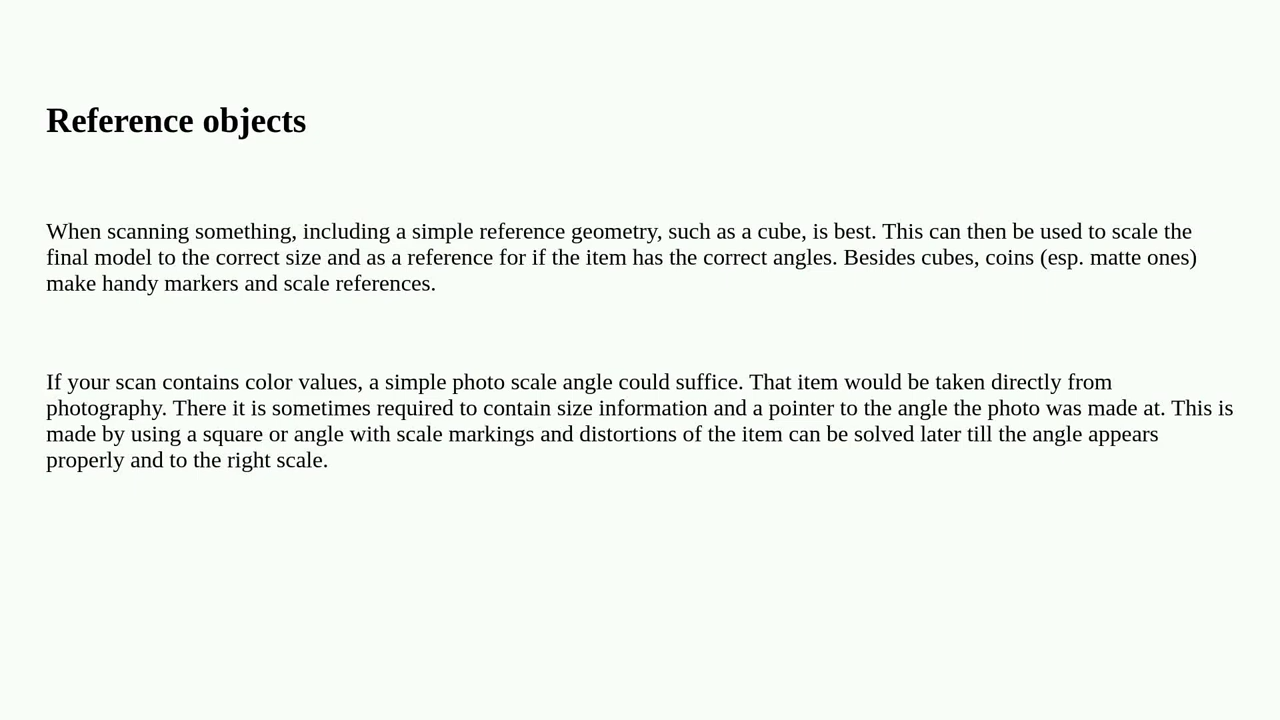 Reference objects
When scanning something, including a simple reference geometry, such as a cube, is best. This can then be used to scale the
final model to the correct size and as a reference for if the item has the correct angles. Besides cubes, coins (esp. matte ones)
make handy markers and scale references.
If your scan contains color values, a simple photo scale angle could suffice. That item would be taken directly from
photography. There it is sometimes required to contain size information and a pointer to the angle the photo was made at. This is
made by using a square or angle with scale markings and distortions of the item can be solved later till the angle appears
properly and to the right scale.